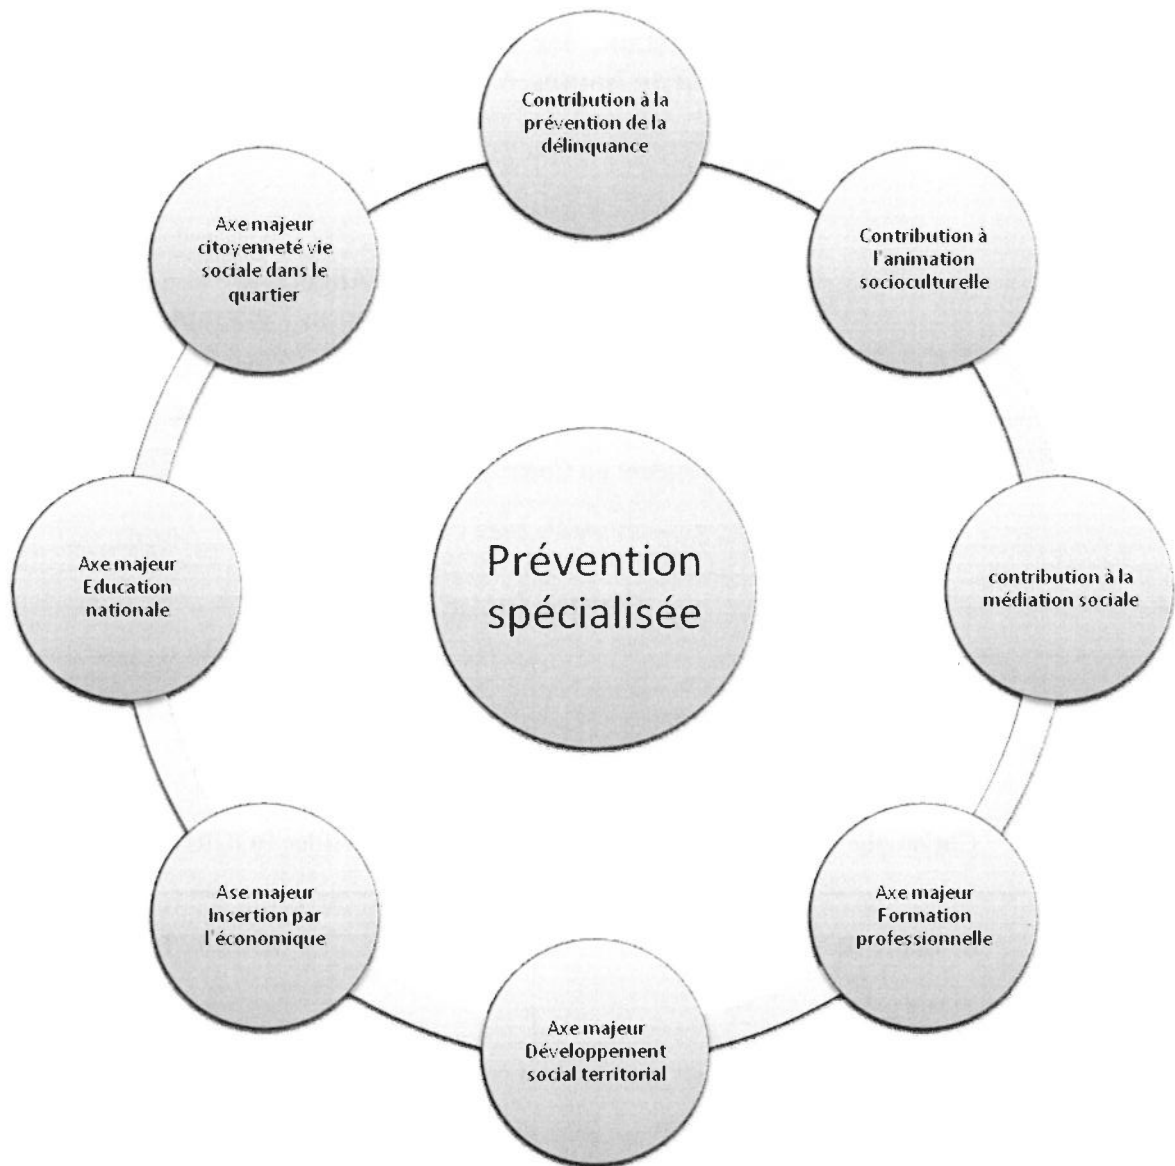 Contribution à la
prévention de la
délinquance
Contribution à
l'animation
socioculturelle
contribution à la
médiation sociale
Axe majeur
Formation
professionnelle
Axe majeur
Développement
social territorial
Ase majeur
Insertion par
l'économique
Axe majeur
Education
nationale
Axe majeur
citoyenneté vie
sociale dans le
quartier
Prévention
spécialisée